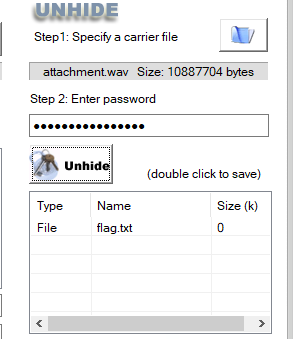 UNHIDE
Step1: Specify a carrier file
attachment.wav Size: 10887704 bytes
Step 2: Enter password
●●●●●●●●●●●●●●●●
Unhide
(double click to save)
Type Name Size (k)
File flag.txt 0